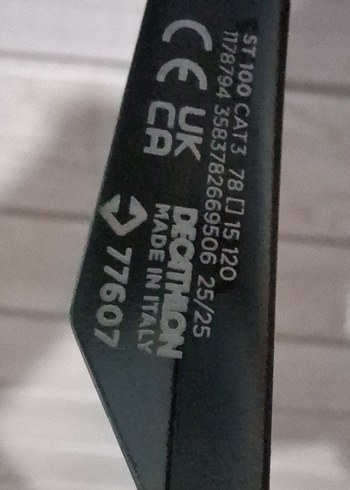 ST 100 CAT3 78 [] 15 120
1178794 3583782669506 25/25
CE UK CA DECATHLON
MADE IN ITALY
77607